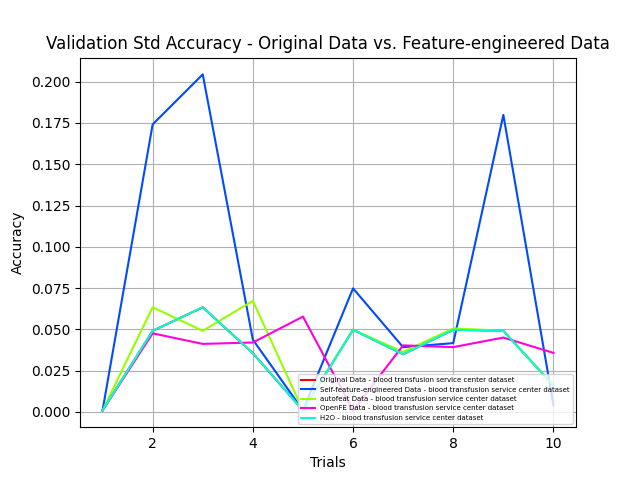 Validation Std Accuracy - Original Data vs. Feature-engineered Data
0.200
0.175
0.150
0.125
0.100
0.075
0.050
0.025
0.000
Accuracy
Original Data - blood transfusion service center dataset
Self-feature-engineered Data - blood transfusion service center dataset
autofeat Data - blood transfusion service center dataset
OpenFE Data - blood transfusion service center dataset
H2O - blood transfusion service center dataset
2 4 6 8 10
Trials